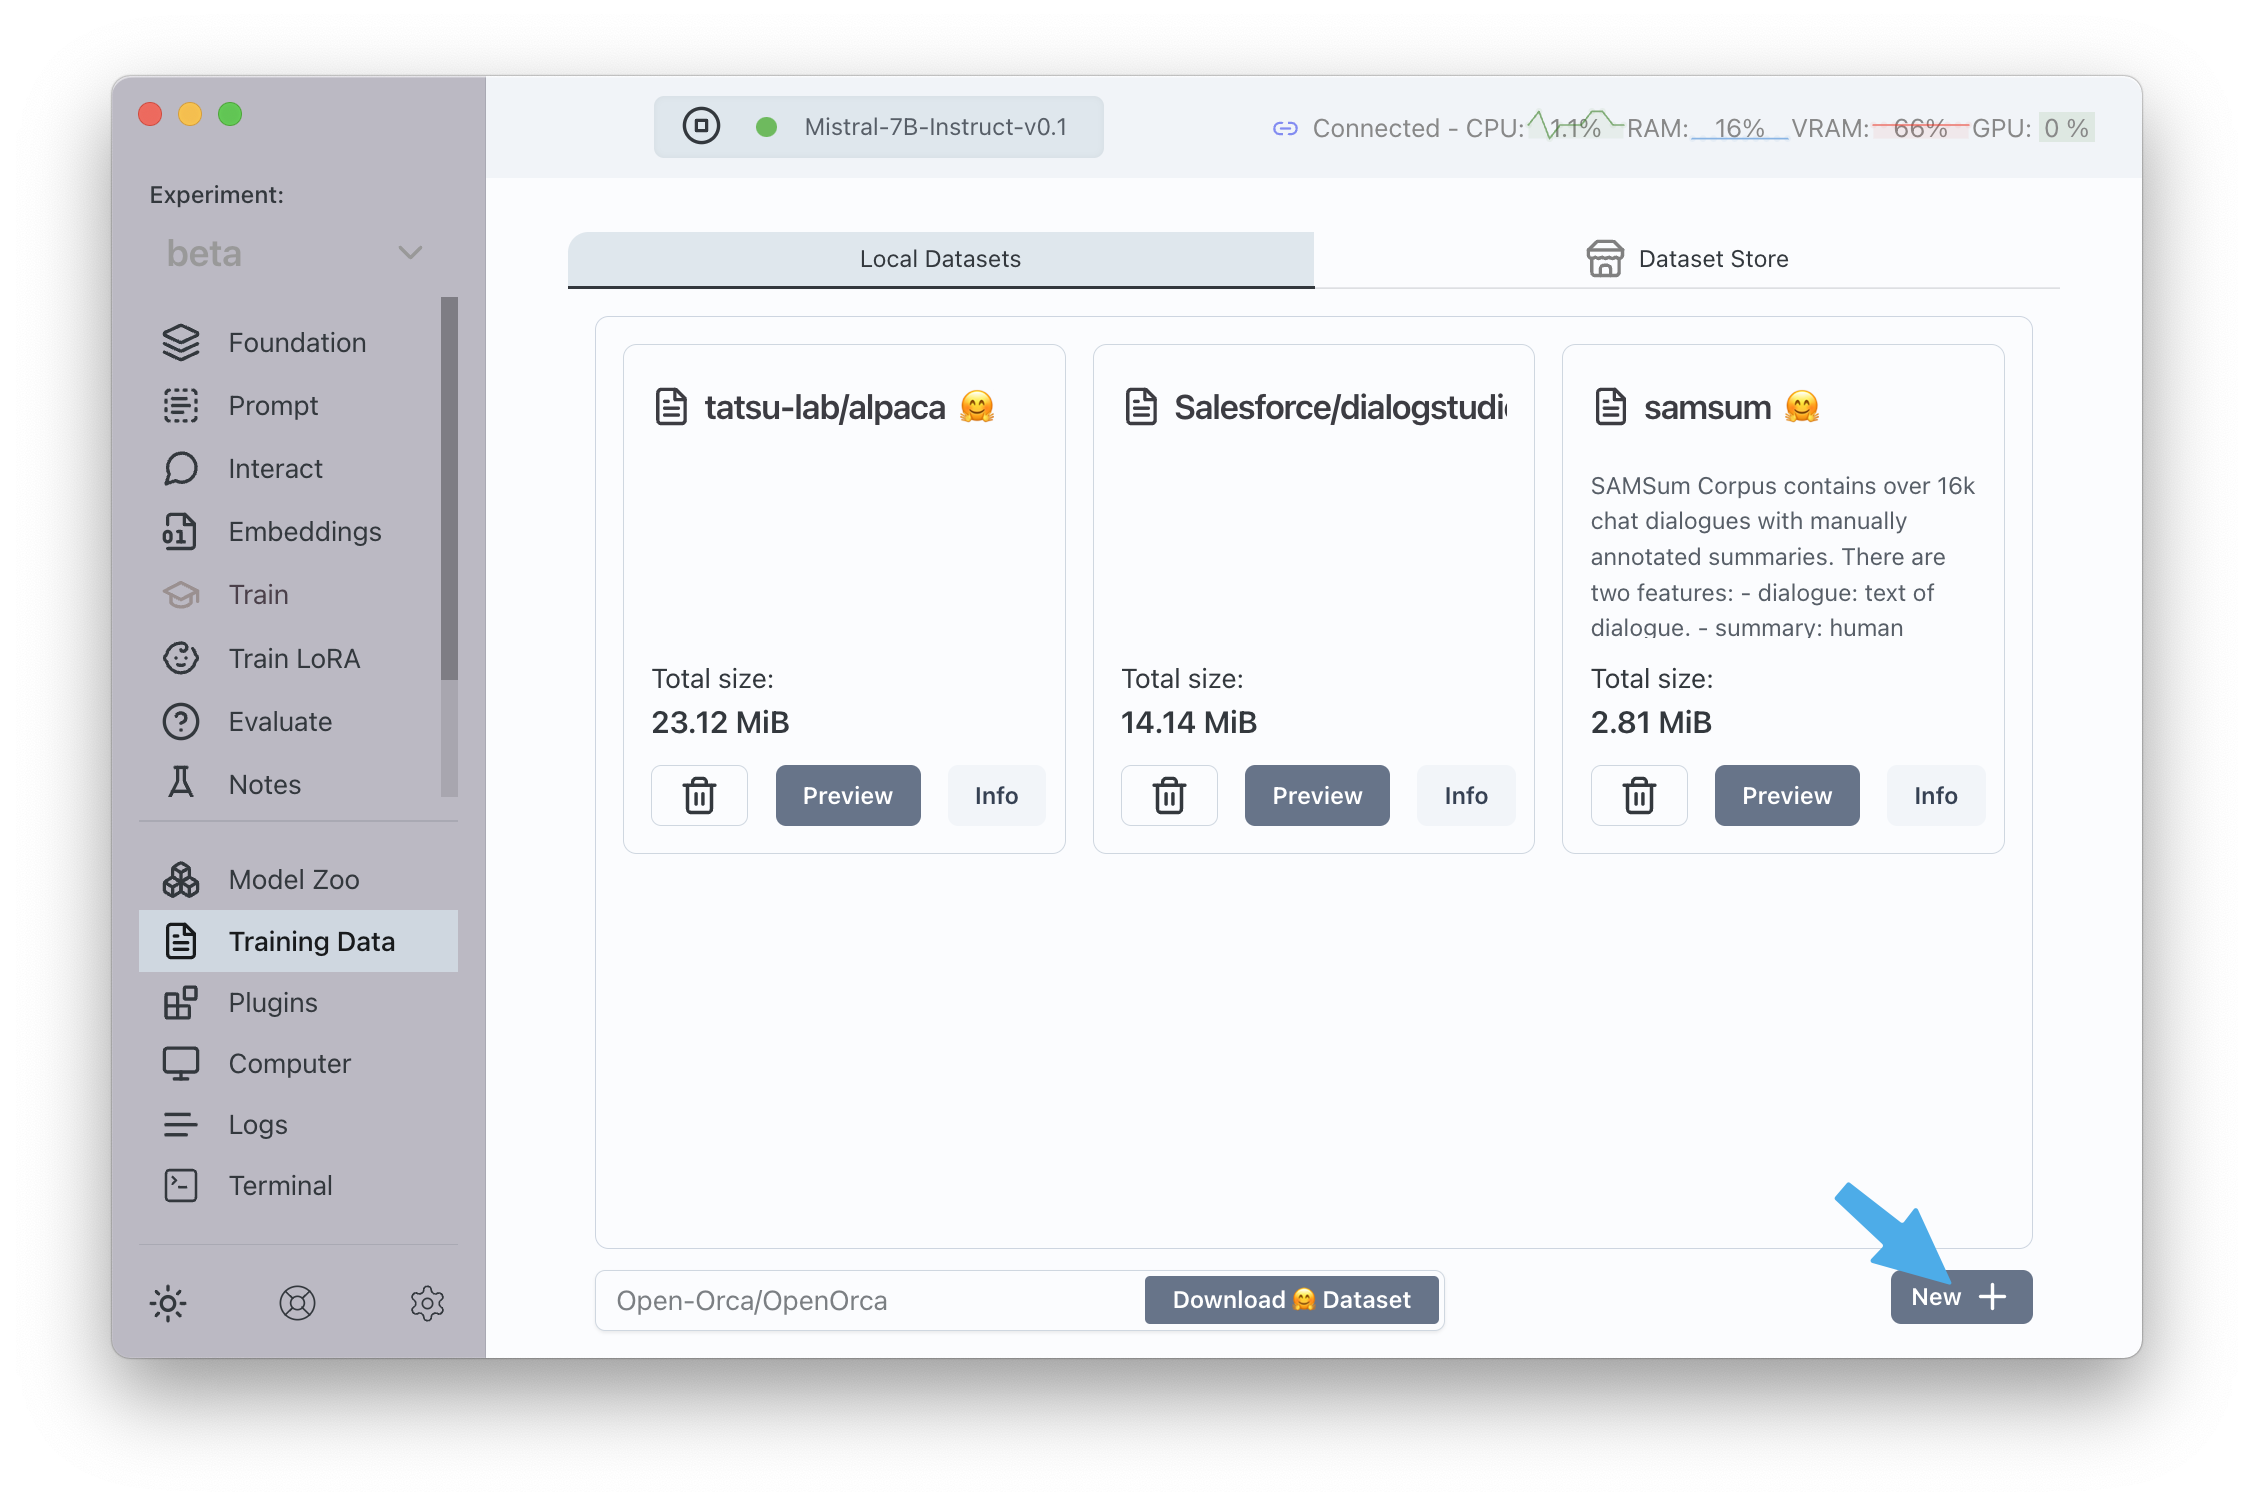 Mistral-7B-Instruct-v0.1
Connected - CPU: 1.1% RAM: 16% VRAM: 66% GPU: 0 %
Experiment:
beta
Foundation
Prompt
Interact
Embeddings
Train
Train LoRA
Evaluate
Notes
Model Zoo
Training Data
Plugins
Computer
Logs
Terminal
Local Datasets
Dataset Store
tatsu-lab/alpaca 🤗
Total size:
23.12 MiB
Preview
Info
Salesforce/dialogstudi
Total size:
14.14 MiB
Preview
Info
samsum 🤗
SAMSum Corpus contains over 16k
chat dialogues with manually
annotated summaries. There are
two features: - dialogue: text of
dialogue. - summary: human
Total size:
2.81 MiB
Preview
Info
Open-Orca/OpenOrca
Download 🤗 Dataset
New +